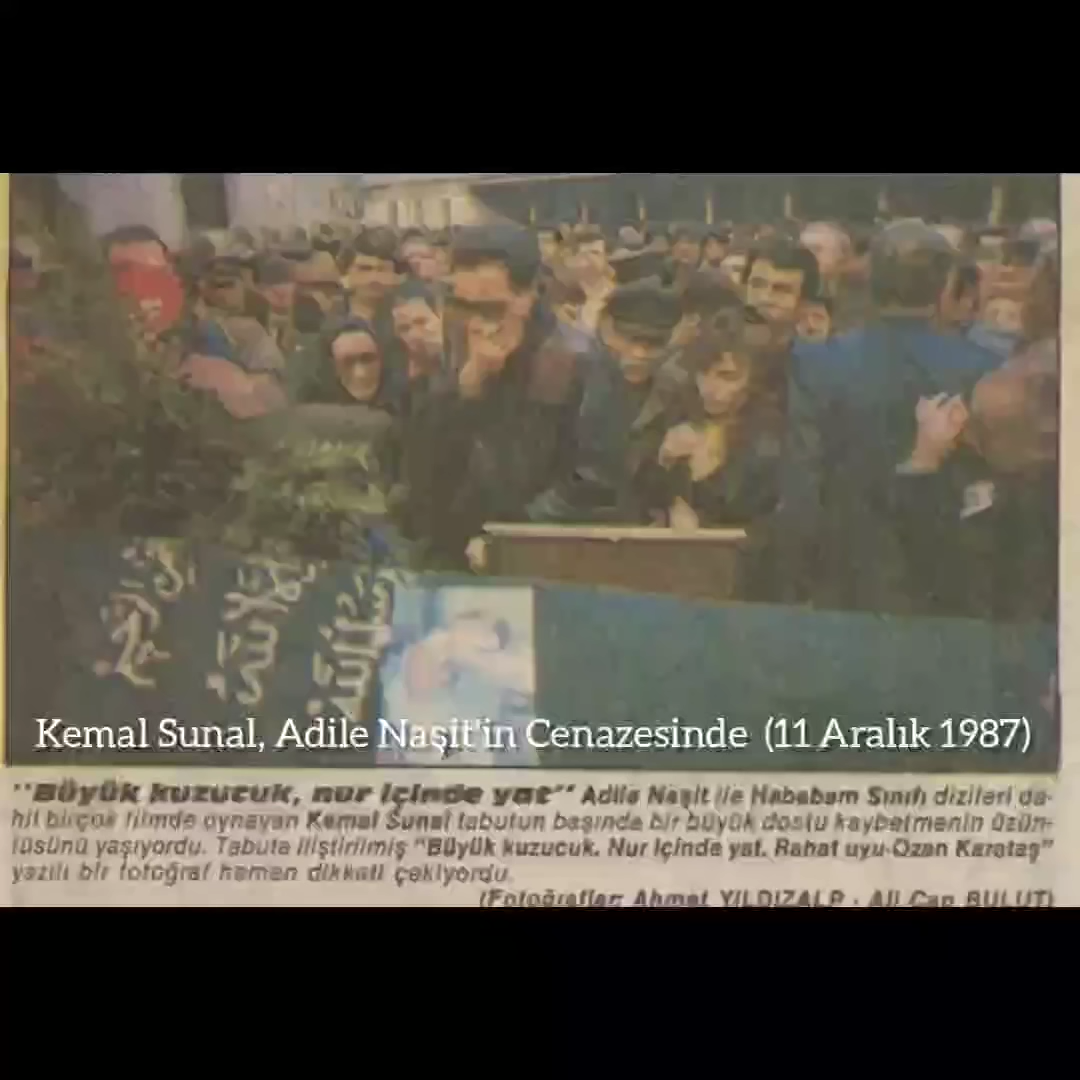 Kemal Sunal, Adile Naşit'in Cenazesinde (11 Aralık 1987)
"Büyük kuzucuk, nur içinde yat" Adile Naşit ile Hababam Sınıfı dizileri da-
hil birçok filmde oynayan Kemal Sunal tabutun başında bir büyük dostu kaybetmenin üzün-
tüsünü yaşıyordu. Tabuta iliştirilmiş "Büyük kuzucuk. Nur içinde yat. Rahat uyu-Ozan Karataş"
yazılı bir fotoğraf hemen dikkati çekiyordu.
(Fotoğraflar: Ahmet YILDIZALP - Ali Can BULUT)